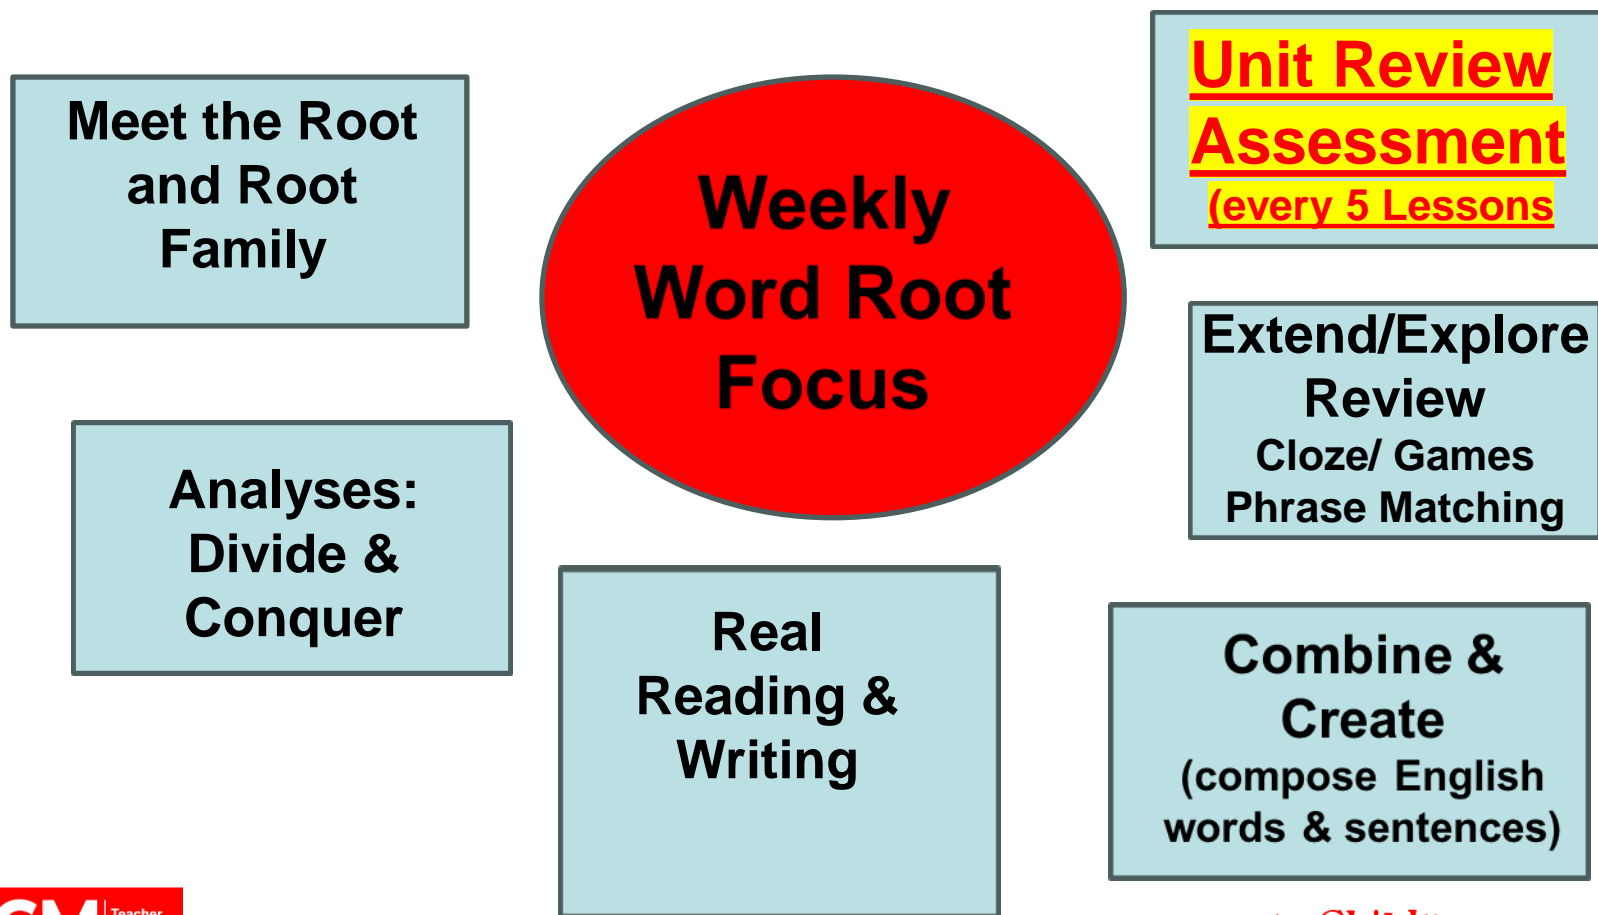 Meet the Root
and Root
Family
Weekly
Word Root
Focus
Unit Review
Assessment
(every 5 Lessons
Extend/Explore
Review
Cloze/ Games
Phrase Matching
Analyses:
Divide &
Conquer
Real
Reading &
Writing
Combine &
Create
(compose English
words & sentences)
Teacher